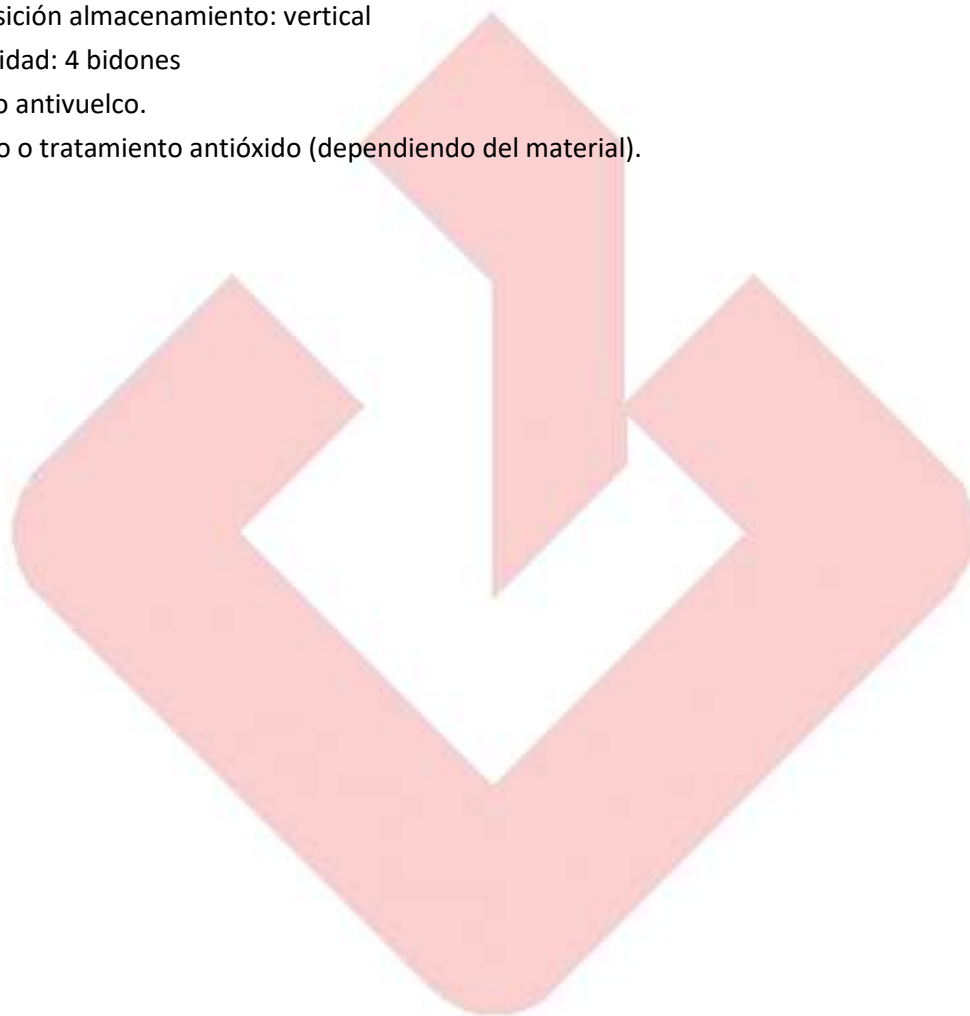 sición almacenamiento: vertical
idad: 4 bidones
o antivuelco.
o o tratamiento antióxido (dependiendo del material).